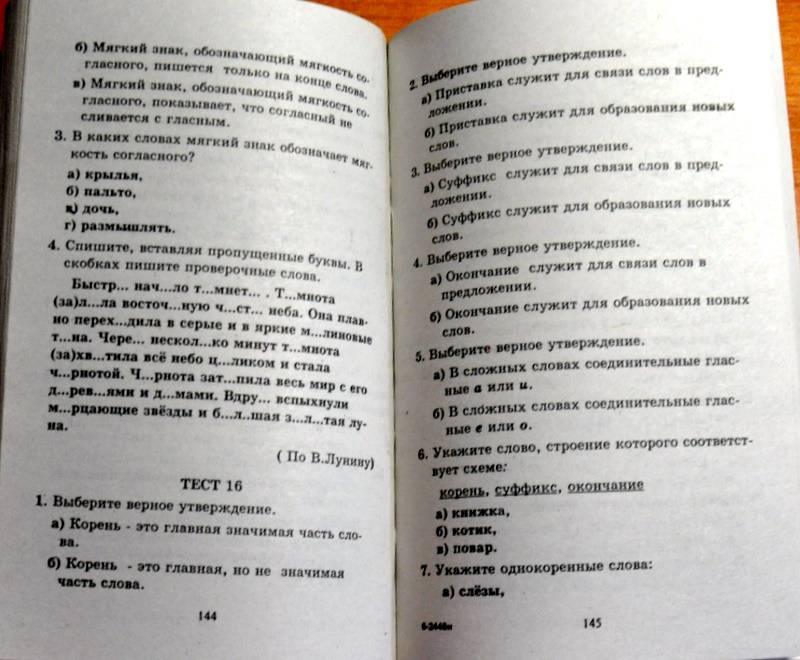 б) Мягкий знак, обозначающий мягкость со-
гласного, пишется только на конце слова.
в) Мягкий знак, обозначающий мягкость со-
гласного, показывает, что согласный не
сливается с гласным.
3. В каких словах мягкий знак обозначает мяг-
кость согласного?
а) крылья,
б) пальто,
в) дочь,
г) размышлять.
4. Спишите, вставляя пропущенные буквы. В
скобках пишите проверочные слова.
Быстр... нач...ло т...мнет... . Т...мнота
(за)л...ла восточ...ную ч...ст... неба. Она плав-
но перех...дила в серые и в яркие м...линовые
т...на. Чере... нескол...ко минут т...мнота
(за)хв...тила всё небо ц...ликом и стала
ч...рнотой. Ч...рнота зат...пила весь мир с его
д...рев...ями и д...мами. Вдру... вспыхнули
м...рцающие звёзды и б...л...шая з...л...тая лу-
на.
( По В.Лунину)
ТЕСТ 16
1. Выберите верное утверждение.
а) Корень - это главная значимая часть сло-
ва.
б) Корень - это главная, но не значимая
часть слова.
144
2. Выберите верное утверждение.
а) Приставка служит для связи слов в пред-
ложении.
б) Приставка служит для образования новых
слов.
3. Выберите верное утверждение.
а) Суффикс служит для связи слов в пред-
ложении.
б) Суффикс служит для образования новых
слов.
4. Выберите верное утверждение.
а) Окончание служит для связи слов в
предложении.
б) Окончание служит для образования новых
слов.
5. Выберите верное утверждение.
а) В сложных словах соединительные глас-
ные а или и.
б) В сложных словах соединительные глас-
ные е или о.
6. Укажите слово, строение которого соответст-
вует схеме:
корень, суффикс, окончание
а) книжка,
б) котик,
в) повар.
7. Укажите однокоренные слова:
а) слёзы,
6-2448н
145